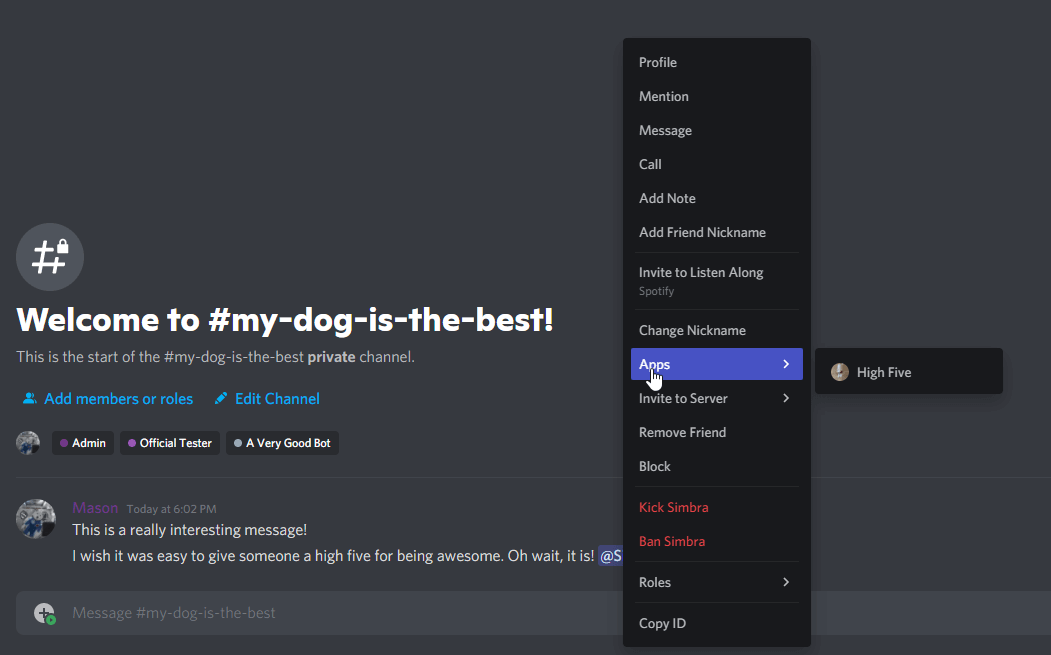 Welcome to #my-dog-is-the-best!
This is the start of the #my-dog-is-the-best private channel.
Add members or roles Edit Channel
Admin Official Tester A Very Good Bot
Mason Today at 6:02 PM
This is a really interesting message!
I wish it was easy to give someone a high five for being awesome. Oh wait, it is! @S
Message #my-dog-is-the-best
Profile
Mention
Message
Call
Add Note
Add Friend Nickname
Invite to Listen Along
Spotify
Change Nickname
Apps
High Five
Invite to Server
Remove Friend
Block
Kick Simbra
Ban Simbra
Roles
Copy ID